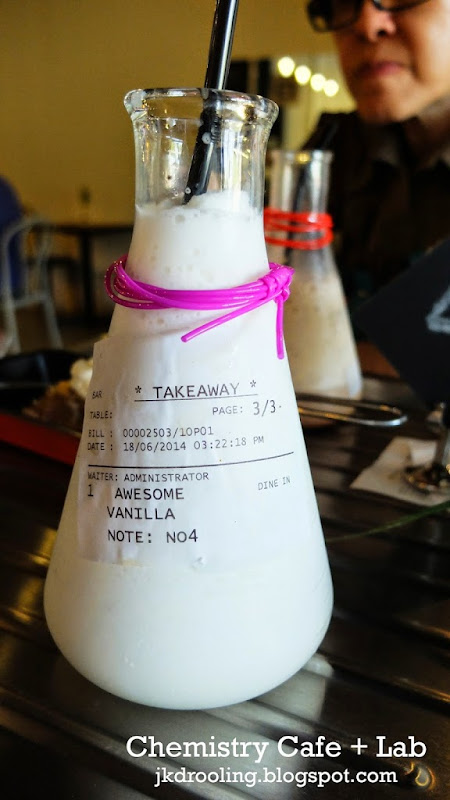 BAR * TAKEAWAY *
TABLE: PAGE: 3/3-
BILL : 00002503/10P01
DATE : 18/06/2014 03:22:18 PM
WAITER: ADMINISTRATOR
1 AWESOME DINE IN
VANILLA
NOTE: NO4
Chemistry Cafe + Lab
jkdrooling.blogspot.com